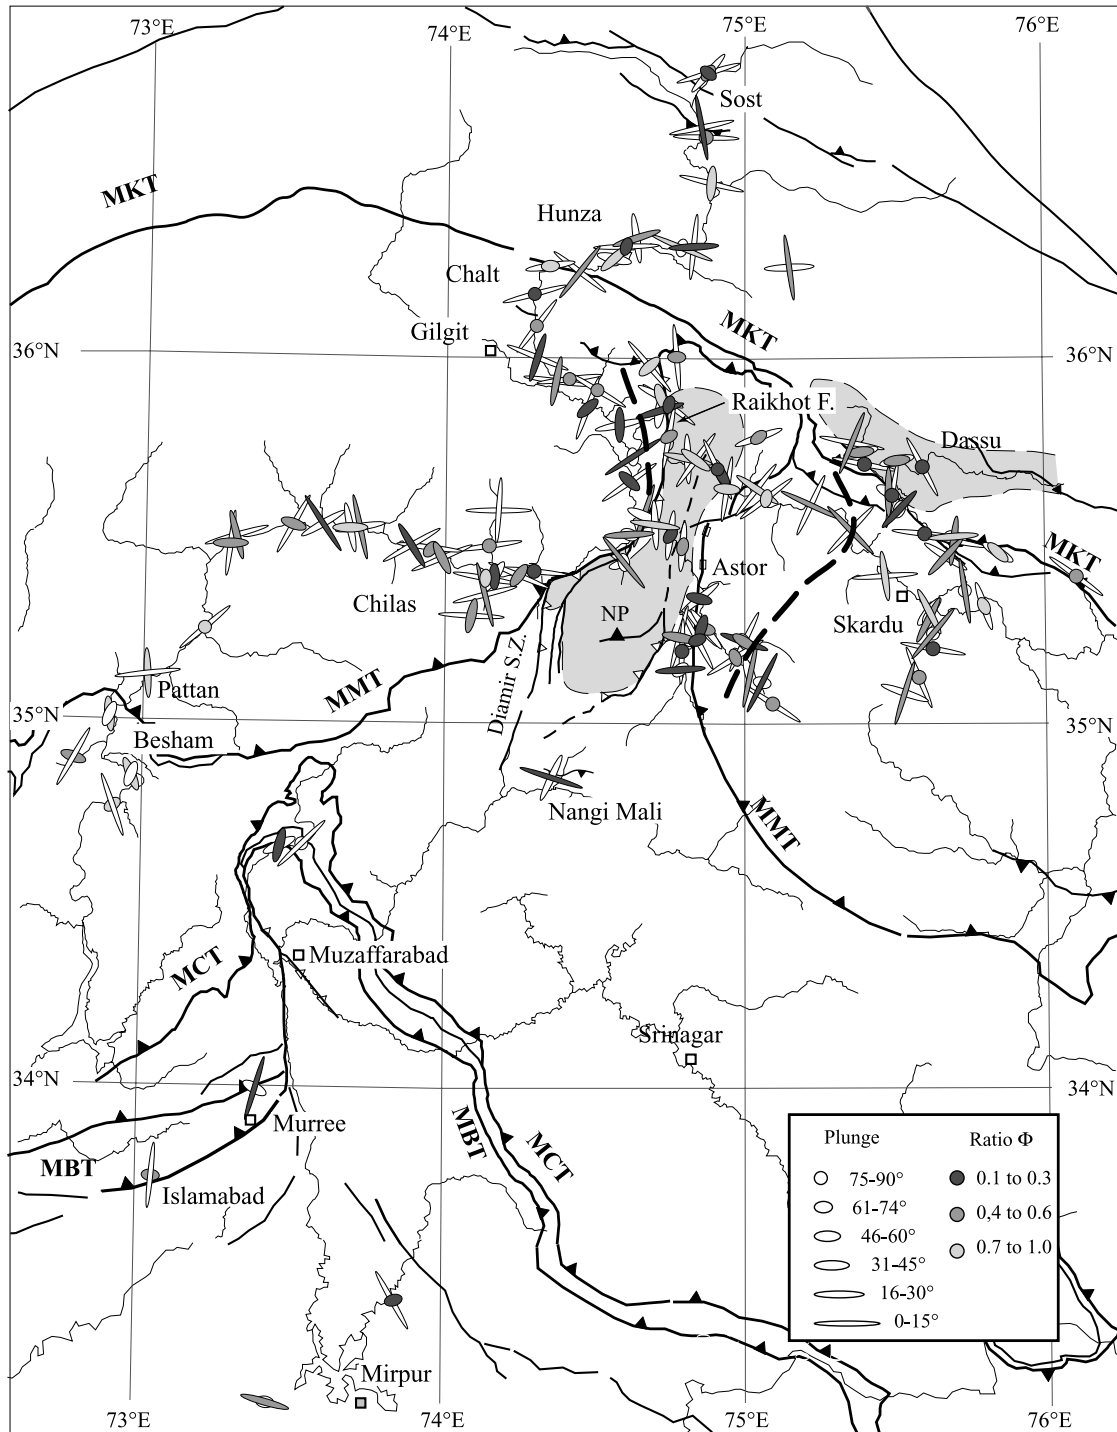 73°E
74°E
75°E
76°E
Sost
MKT
Hunza
Chalt
Gilgit
MKT
36°N
36°N
Raikhot F.
Dassu
MKT
Astor
Chilas
NP
Skardu
Diamir S.Z.
Pattan
MMT
35°N
35°N
Besham
Nangi Mali
MMT
MCT
Muzaffarabad
Srinagar
34°N
34°N
Murree
MBT
MCT
MBT
Islamabad
Plunge
Ratio Φ
75-90°
0.1 to 0.3
61-74°
0,4 to 0.6
46-60°
0.7 to 1.0
31-45°
16-30°
0-15°
Mirpur
73°E
74°E
75°E
76°E